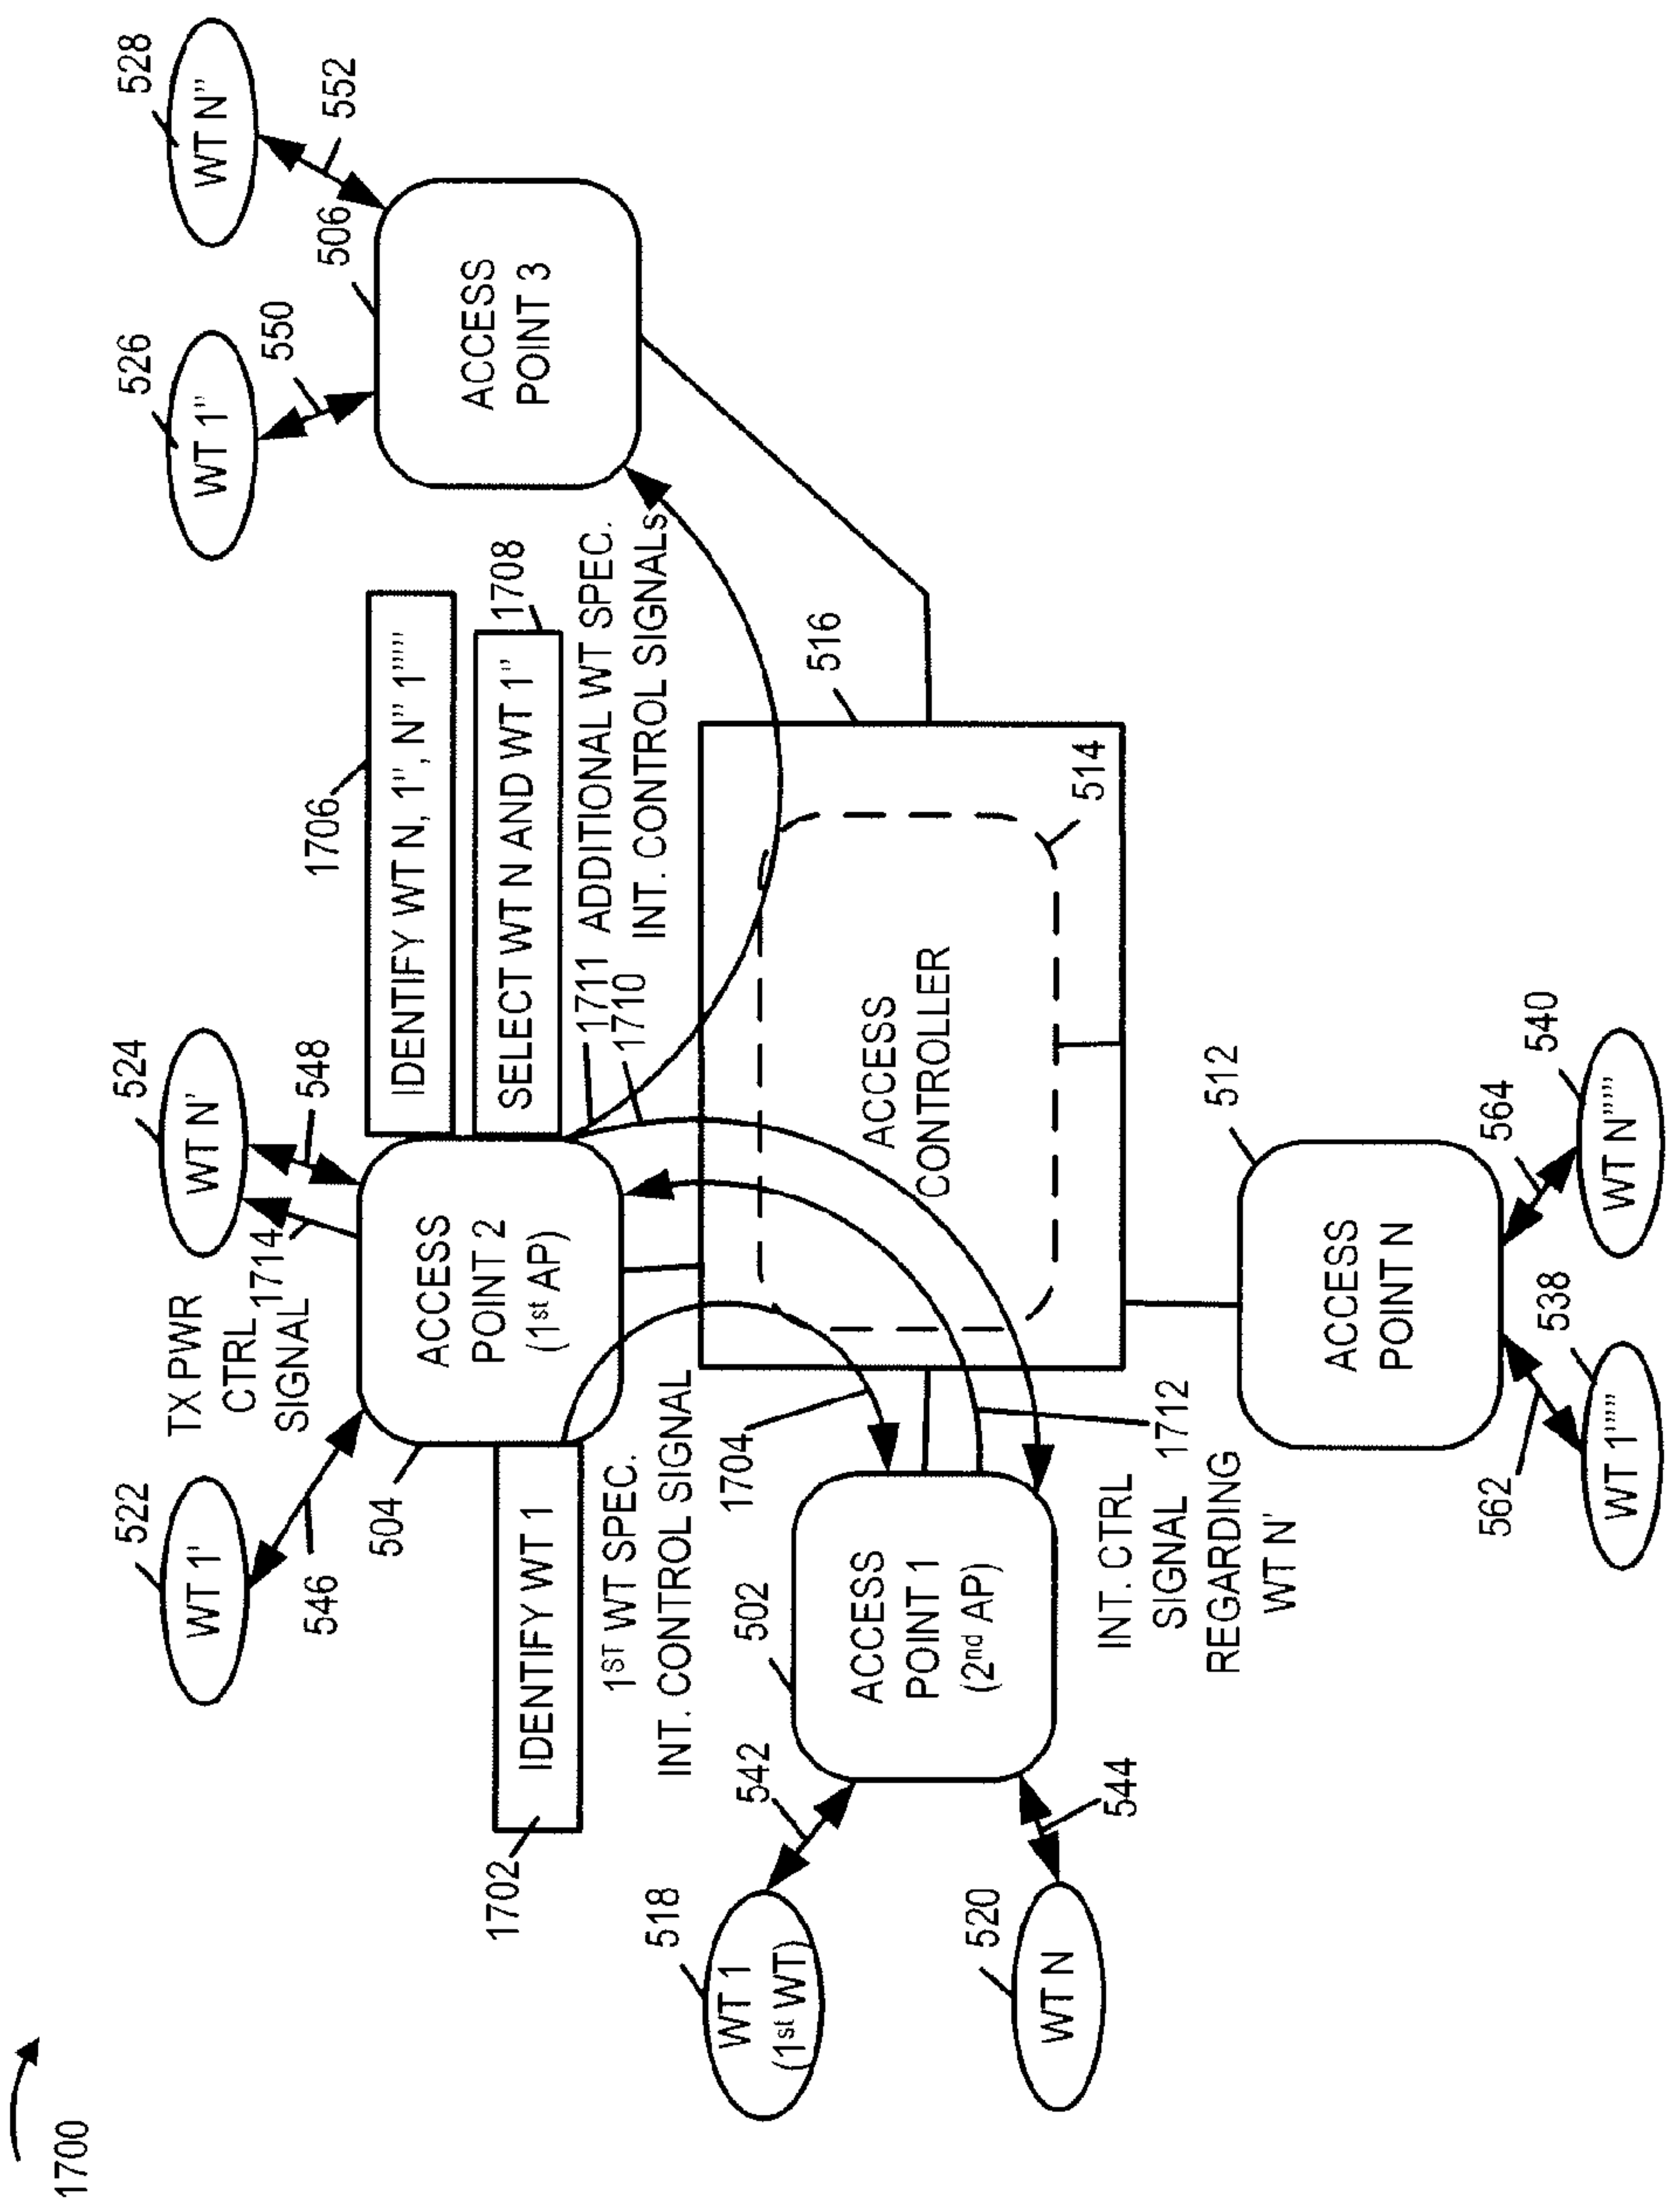 1700
522
WT 1'
546
TX PWR
CTRL
SIGNAL
1714
524
WT N'
548
526
WT 1"
550
528
WT N"
552
504
ACCESS
POINT 2
(1st AP)
1706
IDENTIFY WT N, 1", N" 1"'"
506
ACCESS
POINT 3
1702
IDENTIFY WT 1
SELECT WT N AND WT 1"
1708
1ST WT SPEC.
INT. CONTROL SIGNAL
1711
1710
ADDITIONAL WT SPEC.
INT. CONTROL SIGNALs
518
WT 1
(1st WT)
542
502
1704
516
ACCESS
POINT 1
(2nd AP)
ACCESS
CONTROLLER
514
520
WT N
544
INT. CTRL
SIGNAL
REGARDING
WT N'
1712
512
ACCESS
POINT N
562
538
WT 1"'"
564
540
WT N"'"